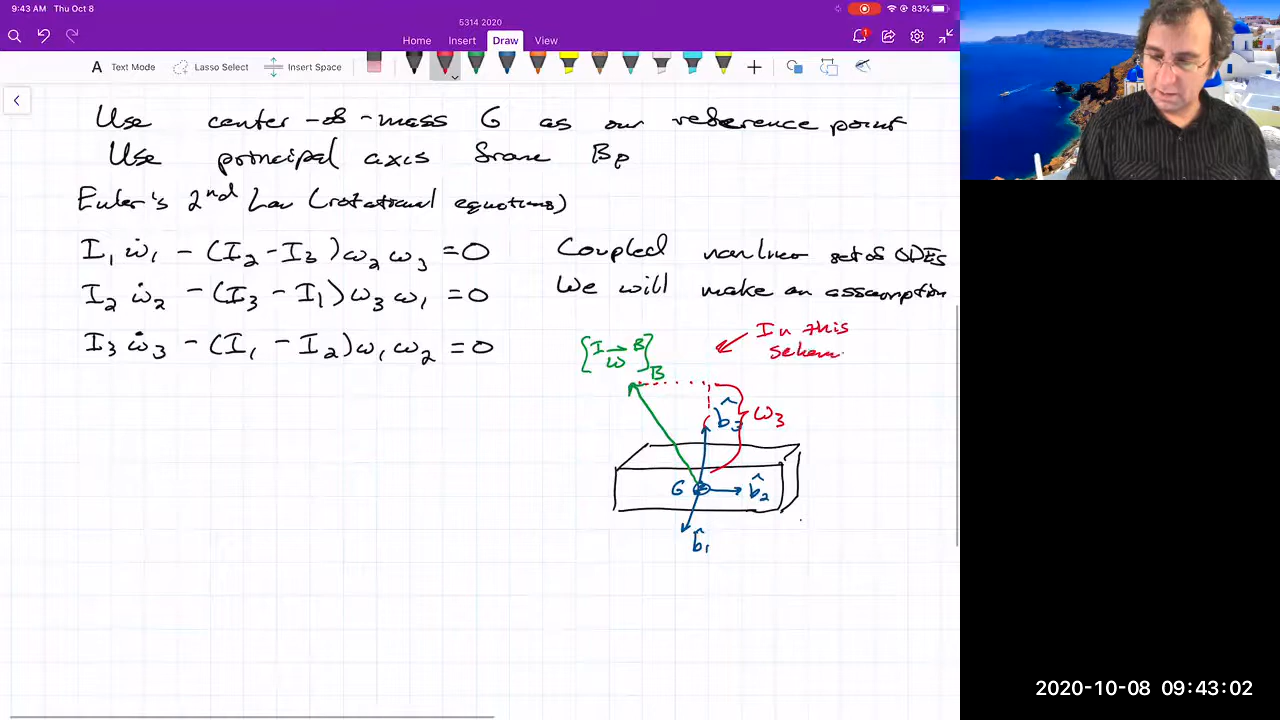 9:43 AM Thu Oct 8
83%
5314 2020
Home Insert Draw View
A Text Mode Lasso Select Insert Space
Use center-of-mass G as our reference point
Use principal axis frame Bp
Euler's 2nd Law (rotational equations)
I₁ ω̇₁ - (I₂ - I₃) ω₂ ω₃ = 0
Coupled nonlinear set of ODEs
I₂ ω̇₂ - (I₃ - I₁) ω₃ ω₁ = 0
We will make an assumption
I₃ ω̇₃ - (I₁ - I₂) ω₁ ω₂ = 0
In this
[ᴵω⃗ᴮ]B
b̂₃
ω₃
G
b̂₂
b̂₁
2020-10-08 09:43:02